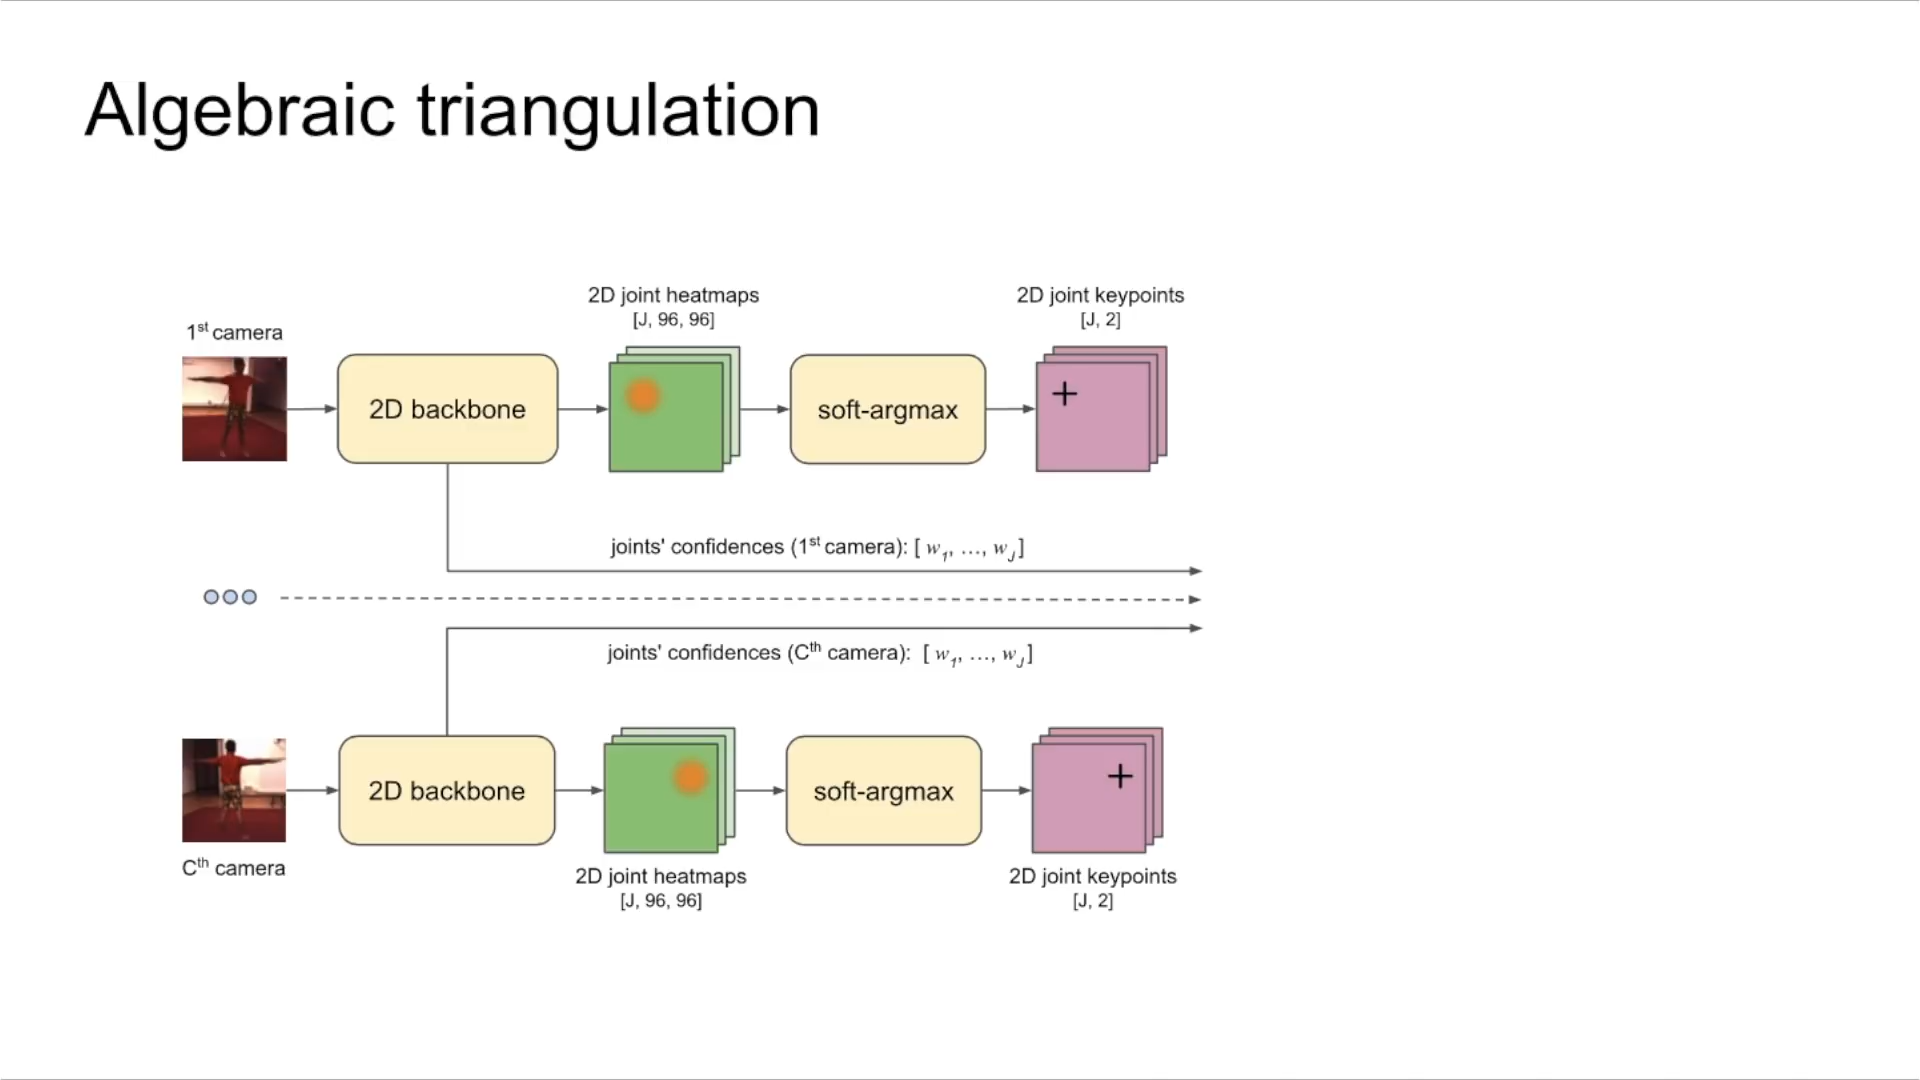 Algebraic triangulation
2D joint heatmaps
[J, 96, 96]
2D joint keypoints
[J, 2]
1st camera
2D backbone
soft-argmax
joints' confidences (1st camera): [ w1, ..., wJ]
joints' confidences (Cth camera): [ w1, ..., wJ]
2D backbone
soft-argmax
Cth camera
2D joint heatmaps
[J, 96, 96]
2D joint keypoints
[J, 2]